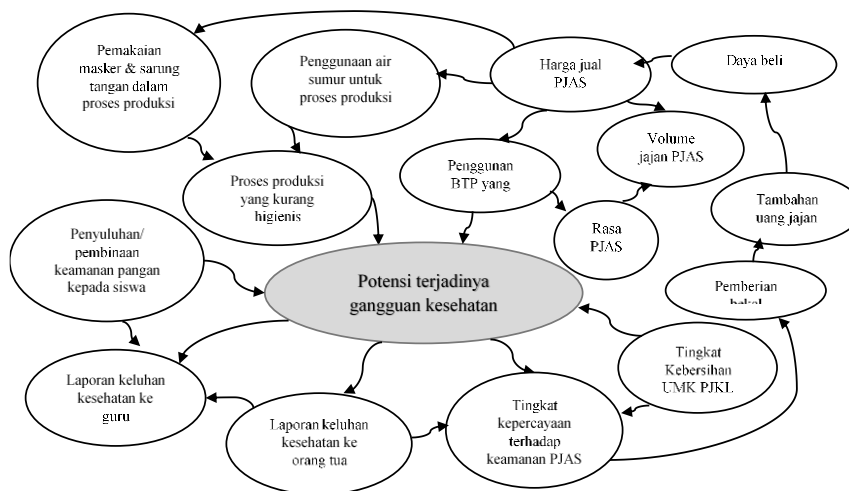 Pemakaian
masker & sarung
tangan dalam
proses produksi
Penggunaan air
sumur untuk
proses produksi
Harga jual
PJAS
Daya beli
Volume
jajan PJAS
Penggunan
BTP yang
Proses produksi
yang kurang
higienis
Rasa
PJAS
Tambahan
uang jajan
Penyuluhan/
pembinaan
keamanan pangan
kepada siswa
Potensi terjadinya
gangguan kesehatan
Pemberian
Tingkat
Kebersihan
UMK PJKL
Laporan keluhan
kesehatan ke
guru
Laporan keluhan
kesehatan ke
orang tua
Tingkat
kepercayaan
terhadap
keamanan PJAS